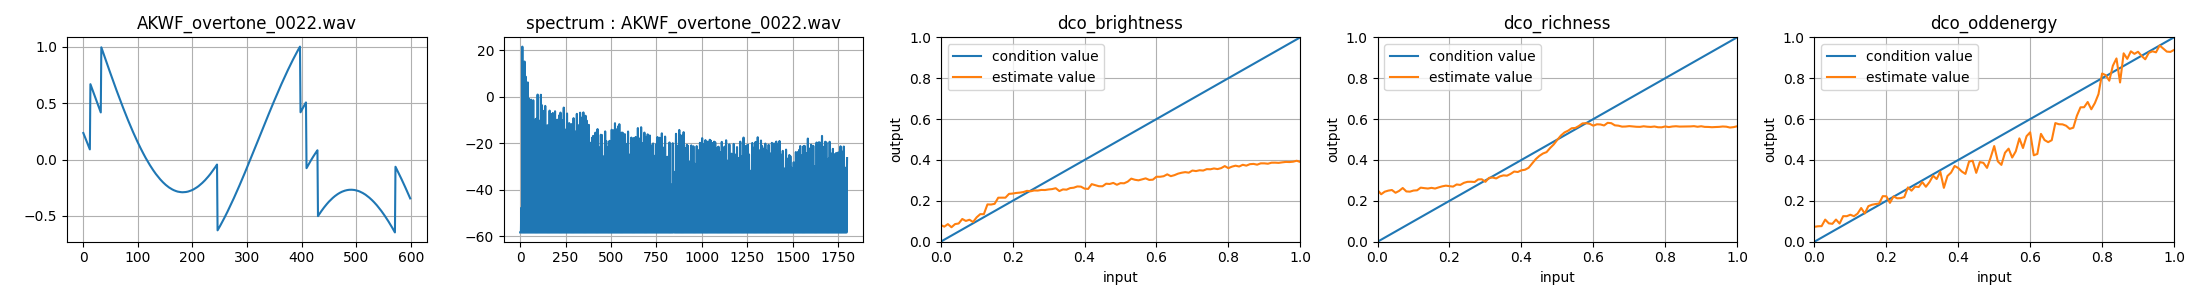 AKWF_overtone_0022.wav
1.0
0.5
0.0
−0.5
0 100 200 300 400 500 600
spectrum : AKWF_overtone_0022.wav
20
0
−20
−40
−60
0 250 500 750 1000 1250 1500 1750
dco_brightness
condition value
estimate value
output
1.0
0.8
0.6
0.4
0.2
0.0
0.0 0.2 0.4 0.6 0.8 1.0
input
dco_richness
condition value
estimate value
output
1.0
0.8
0.6
0.4
0.2
0.0
0.0 0.2 0.4 0.6 0.8 1.0
input
dco_oddenergy
condition value
estimate value
output
1.0
0.8
0.6
0.4
0.2
0.0
0.0 0.2 0.4 0.6 0.8 1.0
input